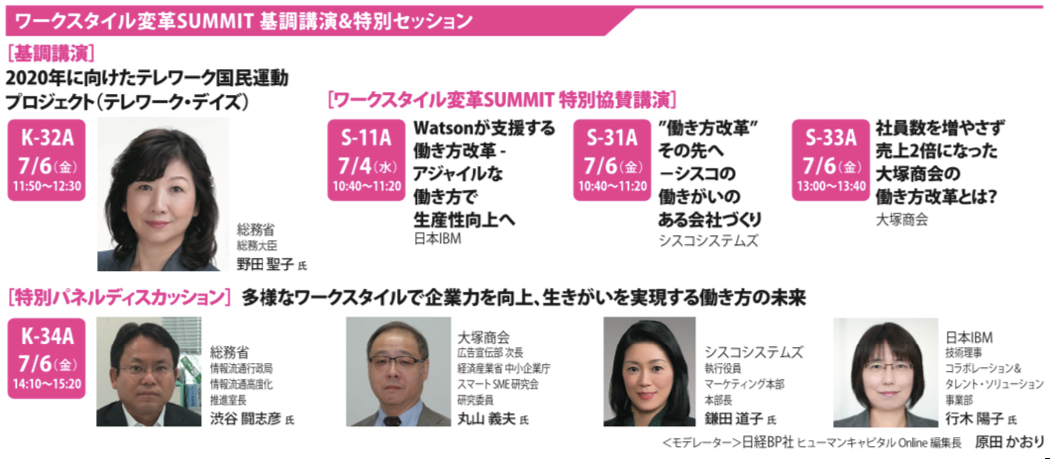 ワークスタイル変革SUMMIT 基調講演&特別セッション
［基調講演］
2020年に向けたテレワーク国民運動
プロジェクト（テレワーク・デイズ）
K-32A
7/6（金）
11:50〜12:30
総務省
総務大臣
野田 聖子 氏
［ワークスタイル変革SUMMIT 特別協賛講演］
S-11A
7/4（水）
10:40〜11:20
Watsonが支援する
働き方改革 -
アジャイルな
働き方で
生産性向上へ
日本IBM
S-31A
7/6（金）
10:40〜11:20
"働き方改革"
その先へ
－シスコの
働きがいの
ある会社づくり
シスコシステムズ
S-33A
7/6（金）
13:00〜13:40
社員数を増やさず
売上2倍になった
大塚商会の
働き方改革とは?
大塚商会
［特別パネルディスカッション］ 多様なワークスタイルで企業力を向上、生きがいを実現する働き方の未来
K-34A
7/6（金）
14:10〜15:20
総務省
情報流通行政局
情報流通高度化
推進室長
渋谷 闘志彦 氏
大塚商会
広告宣伝部 次長
経済産業省 中小企業庁
スマートSME研究会
研究委員
丸山 義夫 氏
シスコシステムズ
執行役員
マーケティング本部
本部長
鎌田 道子 氏
日本IBM
技術理事
コラボレーション&
タレント・ソリューション
事業部
行木 陽子 氏
＜モデレーター＞日経BP社 ヒューマンキャピタル Online 編集長 原田 かおり